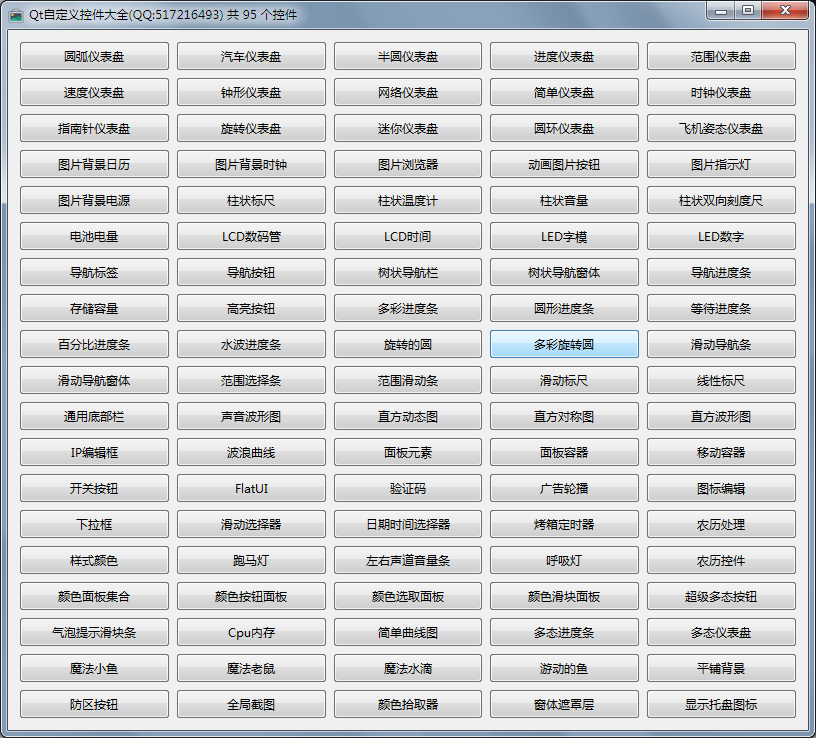 Qt自定义控件大全(QQ:517216493) 共 95 个控件
圆弧仪表盘 汽车仪表盘 半圆仪表盘 进度仪表盘 范围仪表盘
速度仪表盘 钟形仪表盘 网络仪表盘 简单仪表盘 时钟仪表盘
指南针仪表盘 旋转仪表盘 迷你仪表盘 圆环仪表盘 飞机姿态仪表盘
图片背景日历 图片背景时钟 图片浏览器 动画图片按钮 图片指示灯
图片背景电源 柱状标尺 柱状温度计 柱状音量 柱状双向刻度尺
电池电量 LCD数码管 LCD时间 LED字模 LED数字
导航标签 导航按钮 树状导航栏 树状导航窗体 导航进度条
存储容量 高亮按钮 多彩进度条 圆形进度条 等待进度条
百分比进度条 水波进度条 旋转的圆 多彩旋转圆 滑动导航条
滑动导航窗体 范围选择条 范围滑动条 滑动标尺 线性标尺
通用底部栏 声音波形图 直方动态图 直方对称图 直方波形图
IP编辑框 波浪曲线 面板元素 面板容器 移动容器
开关按钮 FlatUI 验证码 广告轮播 图标编辑
下拉框 滑动选择器 日期时间选择器 烤箱定时器 农历处理
样式颜色 跑马灯 左右声道音量条 呼吸灯 农历控件
颜色面板集合 颜色按钮面板 颜色选取面板 颜色滑块面板 超级多态按钮
气泡提示滑块条 Cpu内存 简单曲线图 多态进度条 多态仪表盘
魔法小鱼 魔法老鼠 魔法水滴 游动的鱼 平铺背景
防区按钮 全局截图 颜色拾取器 窗体遮罩层 显示托盘图标